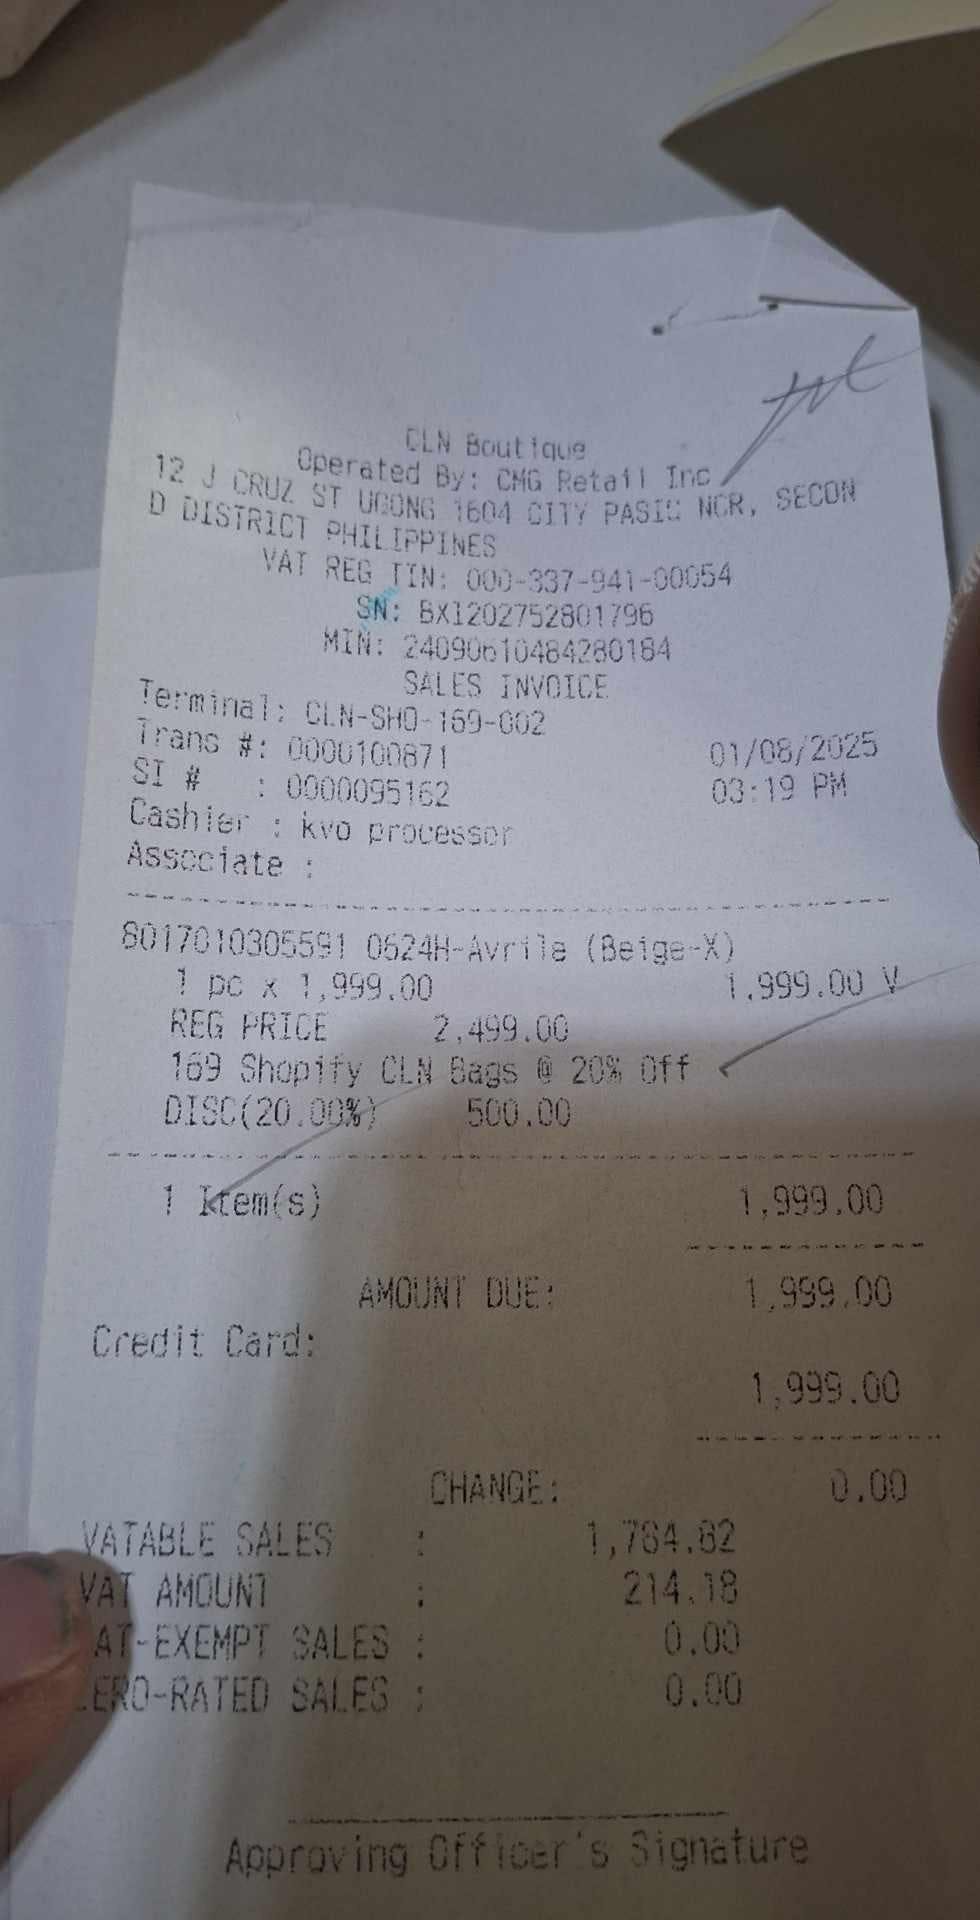 CLN Boutique
Operated By: CMG Retail Inc
12 J CRUZ ST UGONG 1604 CITY PASIG NCR, SECON
D DISTRICT PHILIPPINES
VAT REG TIN: 000-337-941-00054
SN: BXI202752801796
MIN: 24090610484280184
SALES INVOICE
Terminal: CLN-SHO-169-002
Trans #: 0000100871 01/08/2025
SI # : 0000095162 03:19 PM
Cashier : kvo processor
Associate :
8017010305591 0624H-Avrile (Beige-X)
1 pc x 1,999.00 1,999.00 V
REG PRICE 2,499.00
169 Shopify CLN Bags @ 20% Off
DISC(20.00%) 500.00
1 Item(s) 1,999.00
AMOUNT DUE: 1,999.00
Credit Card:
1,999.00
CHANGE: 0.00
VATABLE SALES : 1,784.82
VAT AMOUNT : 214.18
AT-EXEMPT SALES : 0.00
ERO-RATED SALES : 0.00
Approving Officer's Signature